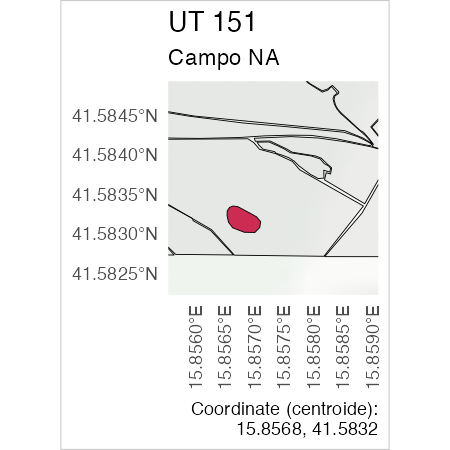 UT 151
Campo NA
41.5845°N
41.5840°N
41.5835°N
41.5830°N
41.5825°N
15.8560°E
15.8565°E
15.8570°E
15.8575°E
15.8580°E
15.8585°E
15.8590°E
Coordinate (centroide):
15.8568, 41.5832